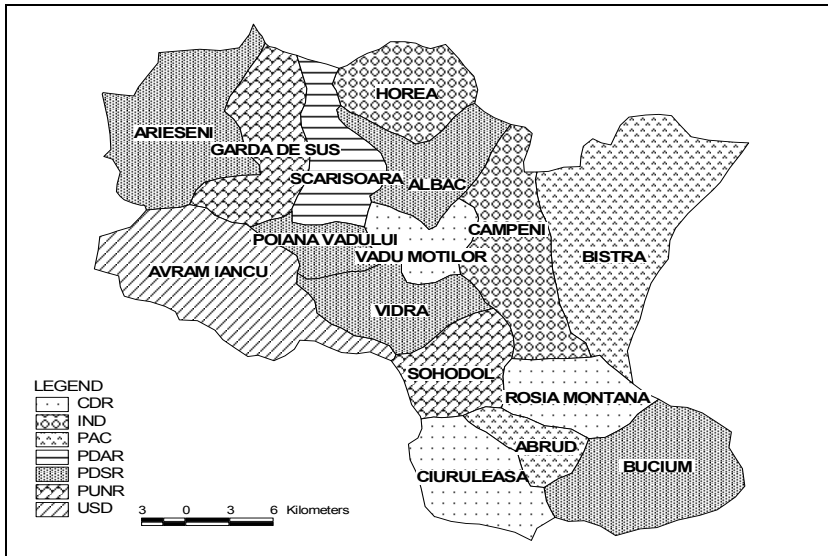 HOREA
ARIESENI
GARDA DE SUS
SCARISOARA
ALBAC
CAMPENI
POIANA VADULUI
VADU MOTILOR
BISTRA
AVRAM IANCU
VIDRA
SOHODOL
ROSIA MONTANA
ABRUD
CIURULEASA
BUCIUM
LEGEND
CDR
IND
PAC
PDAR
PDSR
PUNR
USD
3 0 3 6 Kilometers